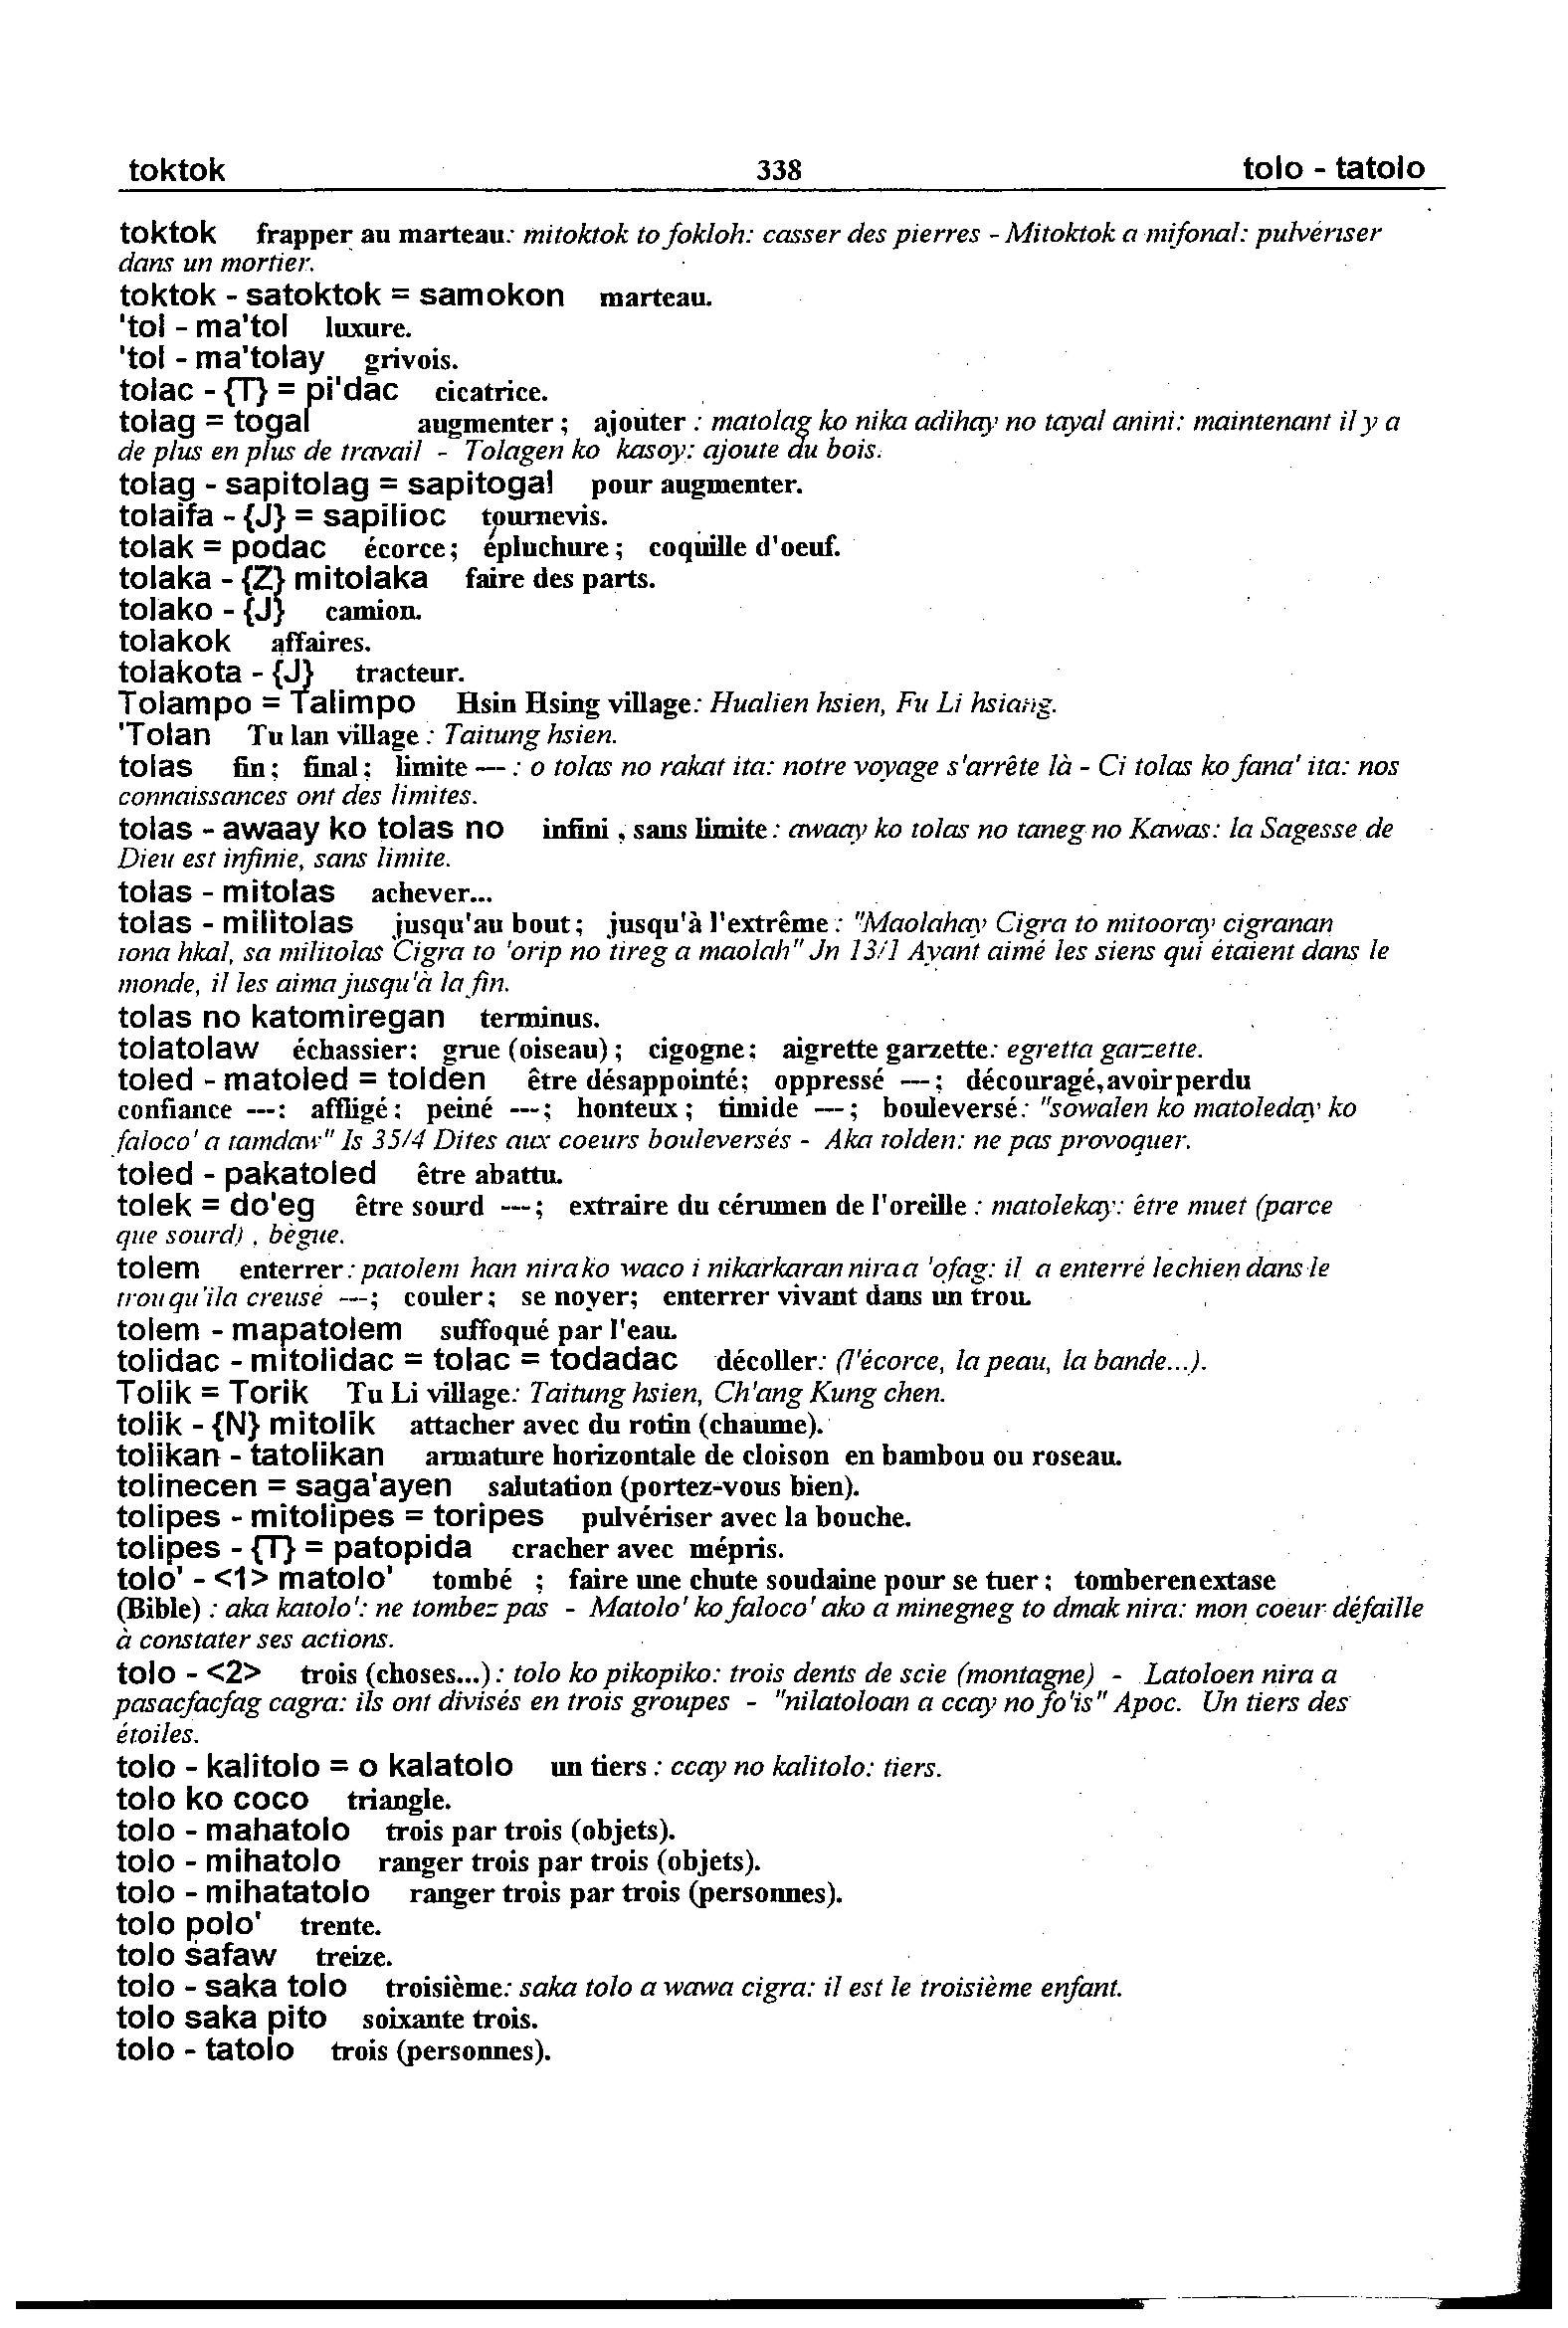 toktok 338 tolo - tatolo
toktok frapper au marteau: mitoktok to fokloh: casser des pierres - Mitoktok a mifonal: pulvériser
dans un mortier.
toktok - satoktok = samokon marteau.
'tol - ma'tol luxure.
'tol - ma'tolay grivois.
tolac - {T} = pi'dac cicatrice.
tolag = togal augmenter ; ajouter : matolag ko nika adihay no tayal anini: maintenant il y a
de plus en plus de travail - Tolagen ko kasoy: ajoute du bois.
tolag - sapitolag = sapitogal pour augmenter.
tolaifa - {J} = sapilioc tournevis.
tolak = podac écorce ; épluchure ; coquille d'oeuf.
tolaka - {Z} mitolaka faire des parts.
tolako - {J} camion.
tolakok affaires.
tolakota - {J} tracteur.
Tolampo = Talimpo Hsin Hsing village: Hualien hsien, Fu Li hsiang.
'Tolan Tu lan village : Taitung hsien.
tolas fin ; final ; limite --- : o tolas no rakat ita: notre voyage s'arrête là - Ci tolas ko fana' ita: nos
connaissances ont des limites.
tolas - awaay ko tolas no infini , sans limite : awaay ko tolas no taneg no Kawas: la Sagesse de
Dieu est infinie, sans limite.
tolas - mitolas achever...
tolas - militolas jusqu'au bout ; jusqu'à l'extrême : "Maolahay Cigra to mitooray cigranan
tona hkal, sa militolas Cigra to 'orip no tireg a maolah" Jn 13/1 Ayant aimé les siens qui étaient dans le
monde, il les aima jusqu'à la fin.
tolas no katomiregan terminus.
tolatolaw échassier: grue (oiseau) ; cigogne ; aigrette garzette: egretta garzette.
toled - matoled = tolden être désappointé; oppressé ---; découragé,avoir perdu
confiance ---: affligé ; peiné ---; honteux ; timide --- ; bouleversé: "sowalen ko matoleday ko
faloco' a tamdaw" Is 35/4 Dites aux coeurs bouleversés - Aka tolden: ne pas provoquer.
toled - pakatoled être abattu.
tolek = do'eg être sourd ---; extraire du cérumen de l'oreille : matolekay: être muet (parce
que sourd) , bègue.
tolem enterrer : patolem han nira ko waco i nikarkaran nira a 'ofag: il a enterré le chien dans le
trou qu'il a creusé ---; couler ; se noyer; enterrer vivant dans un trou.
tolem - mapatolem suffoqué par l'eau.
tolidac - mitolidac = tolac = todadac décoller: (l'écorce, la peau, la bande...).
Tolik = Torik Tu Li village: Taitung hsien, Ch'ang Kung chen.
tolik - {N} mitolik attacher avec du rotin (chaume).
tolikan - tatolikan armature horizontale de cloison en bambou ou roseau.
tolinecen = saga'ayen salutation (portez-vous bien).
tolipes - mitolipes = toripes pulvériser avec la bouche.
tolipes - {T} = patopida cracher avec mépris.
tolo' - <1> matolo' tombé ; faire une chute soudaine pour se tuer ; tomber en extase
(Bible) : aka katolo': ne tombez pas - Matolo' ko faloco' ako a minegneg to dmak nira: mon coeur défaille
à constater ses actions.
tolo - <2> trois (choses...) : tolo ko pikopiko: trois dents de scie (montagne) - Latoloen nira a
pasacfacfag cagra: ils ont divisés en trois groupes - "nilatoloan a ccay no fo'is" Apoc. Un tiers des
étoiles.
tolo - kalitolo = o kalatolo un tiers : ccay no kalitolo: tiers.
tolo ko coco triangle.
tolo - mahatolo trois par trois (objets).
tolo - mihatolo ranger trois par trois (objets).
tolo - mihatatolo ranger trois par trois (personnes).
tolo polo' trente.
tolo safaw treize.
tolo - saka tolo troisième: saka tolo a wawa cigra: il est le troisième enfant.
tolo saka pito soixante trois.
tolo - tatolo trois (personnes).